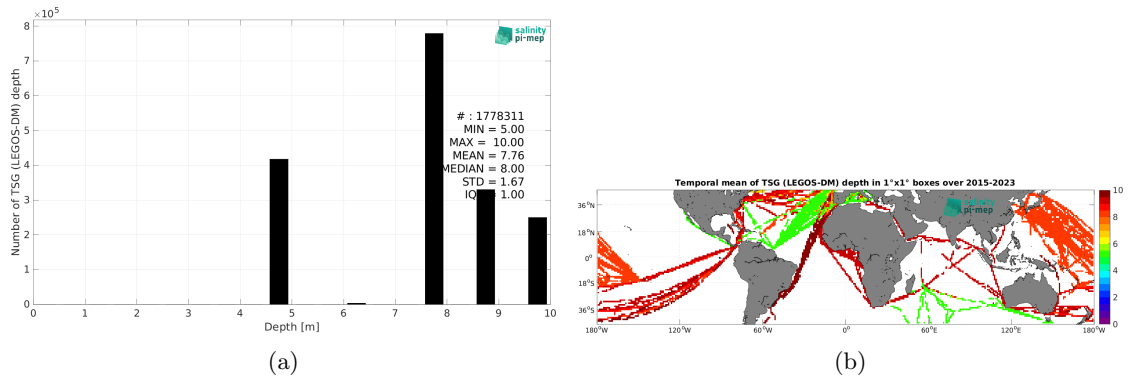 ×10⁵
8
7
6
5
4
3
2
1
0
Number of TSG (LEGOS-DM) depth
salinity
pi-mep
# : 1778311
MIN = 5.00
MAX = 10.00
MEAN = 7.76
MEDIAN = 8.00
STD = 1.67
1.00
0 1 2 3 4 5 6 7 8 9 10
Depth [m]
(a)
Temporal mean of TSG (LEGOS-DM) depth in 1°x1° boxes over 2015-2023
36°N
18°N
0°
18°S
36°S
180°W 120°W 60°W 0° 60°E 120°E 180°W
salinity
pi-mep
10
8
6
4
2
0
(b)